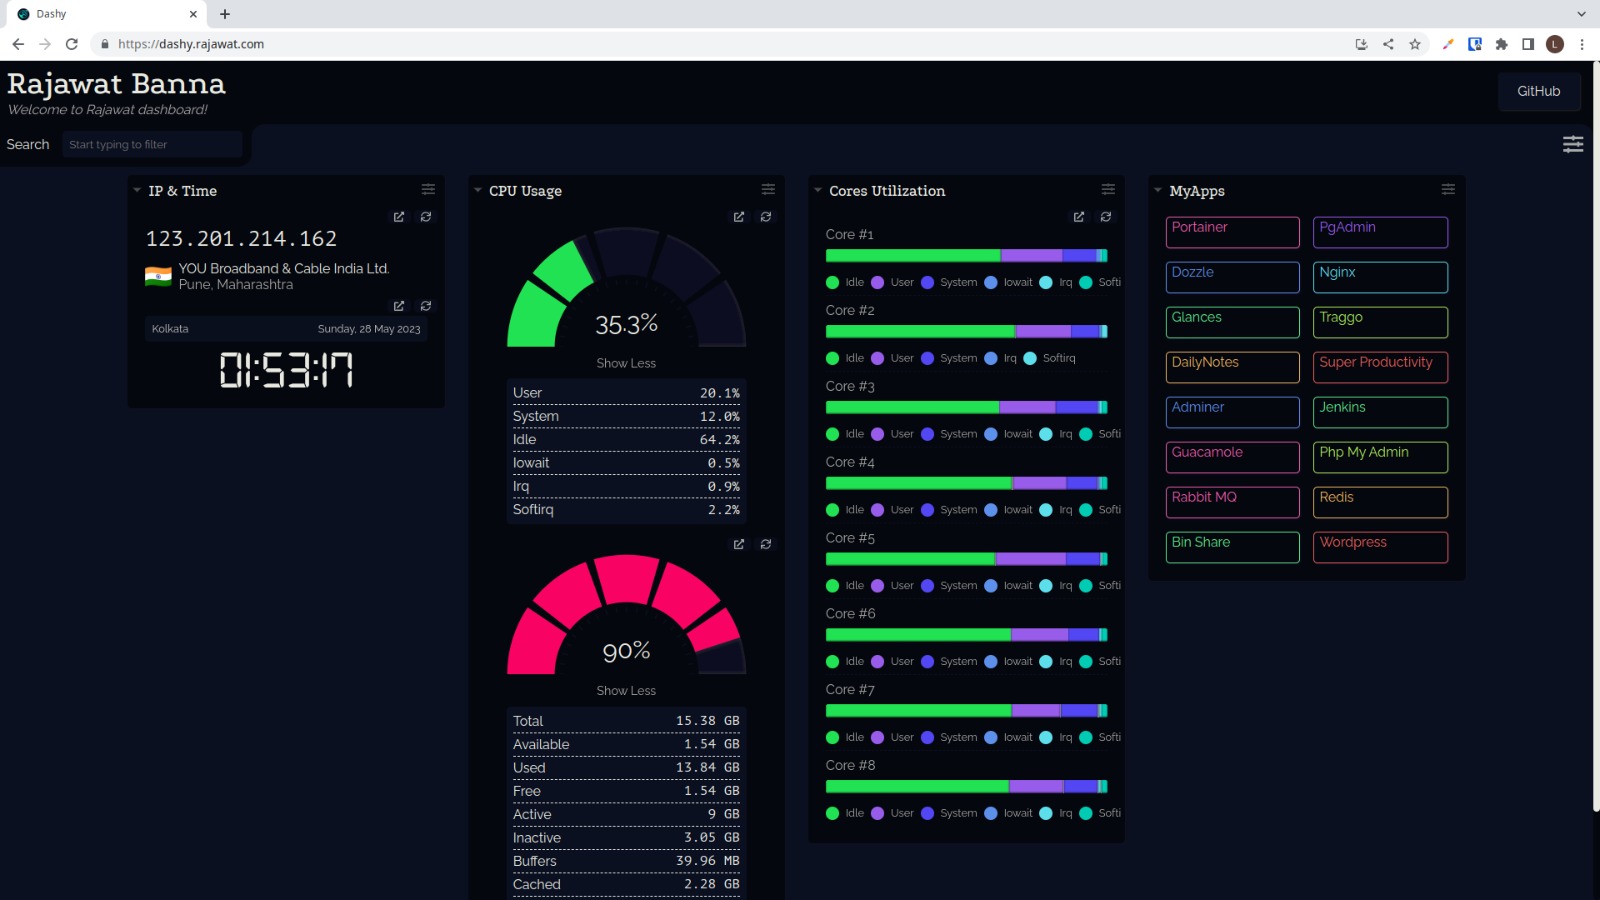 Dashy
https://dashy.rajawat.com
L
Rajawat Banna
Welcome to Rajawat dashboard!
GitHub
Search
Start typing to filter
IP & Time
123.201.214.162
YOU Broadband & Cable India Ltd.
Pune, Maharashtra
Kolkata
Sunday, 28 May 2023
01:53:17
CPU Usage
35.3%
Show Less
User 20.1%
System 12.0%
Idle 64.2%
Iowait 0.5%
Irq 0.9%
Softirq 2.2%
90%
Show Less
Total 15.38 GB
Available 1.54 GB
Used 13.84 GB
Free 1.54 GB
Active 9 GB
Inactive 3.05 GB
Buffers 39.96 MB
Cached 2.28 GB
Cores Utilization
Core #1
Idle User System Iowait Irq Softi
Core #2
Idle User System Irq Softirq
Core #3
Idle User System Iowait Irq Softi
Core #4
Idle User System Iowait Irq Softi
Core #5
Idle User System Iowait Irq Softi
Core #6
Idle User System Iowait Irq Softi
Core #7
Idle User System Iowait Irq Softi
Core #8
Idle User System Iowait Irq Softi
MyApps
Portainer PgAdmin
Dozzle Nginx
Glances Traggo
DailyNotes Super Productivity
Adminer Jenkins
Guacamole Php My Admin
Rabbit MQ Redis
Bin Share Wordpress